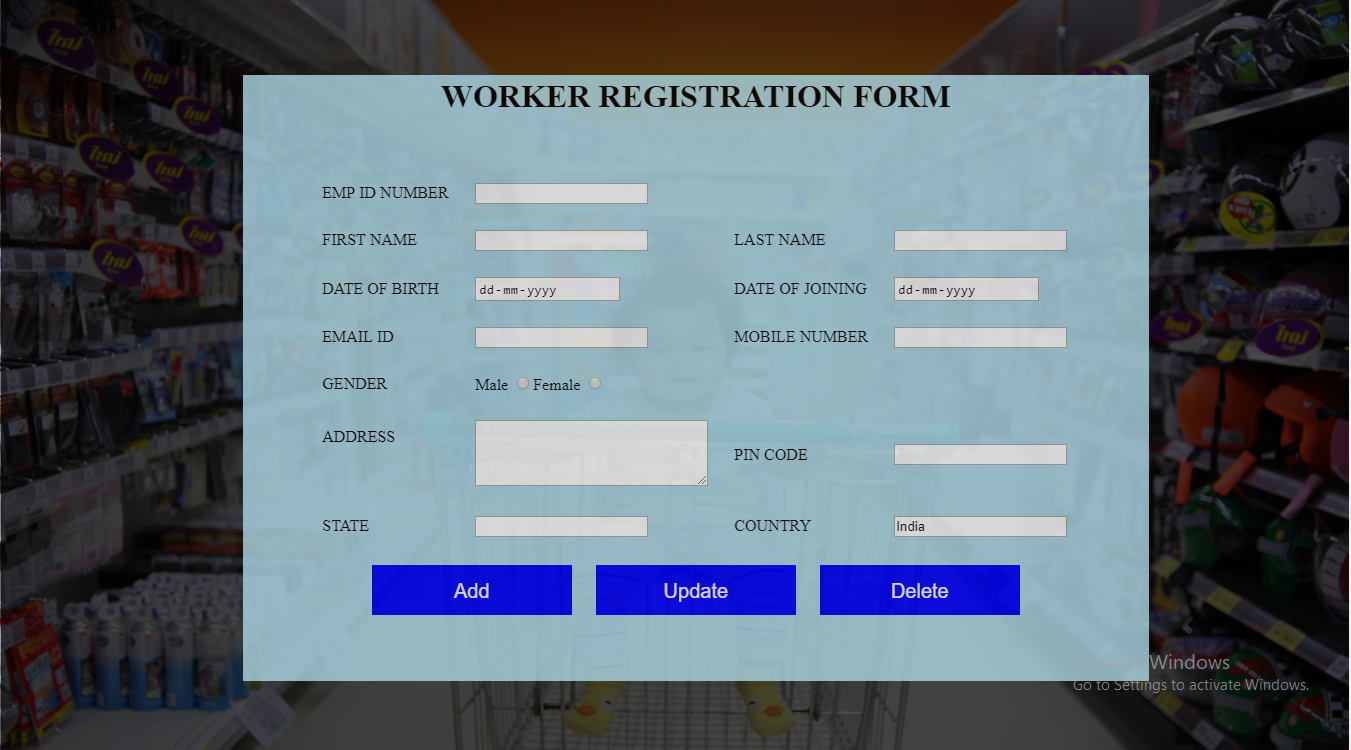 WORKER REGISTRATION FORM
EMP ID NUMBER
FIRST NAME LAST NAME
DATE OF BIRTH dd-mm-yyyy DATE OF JOINING dd-mm-yyyy
EMAIL ID MOBILE NUMBER
GENDER Male Female
ADDRESS
PIN CODE
STATE COUNTRY India
Add Update Delete
Windows
Go to Settings to activate Windows.